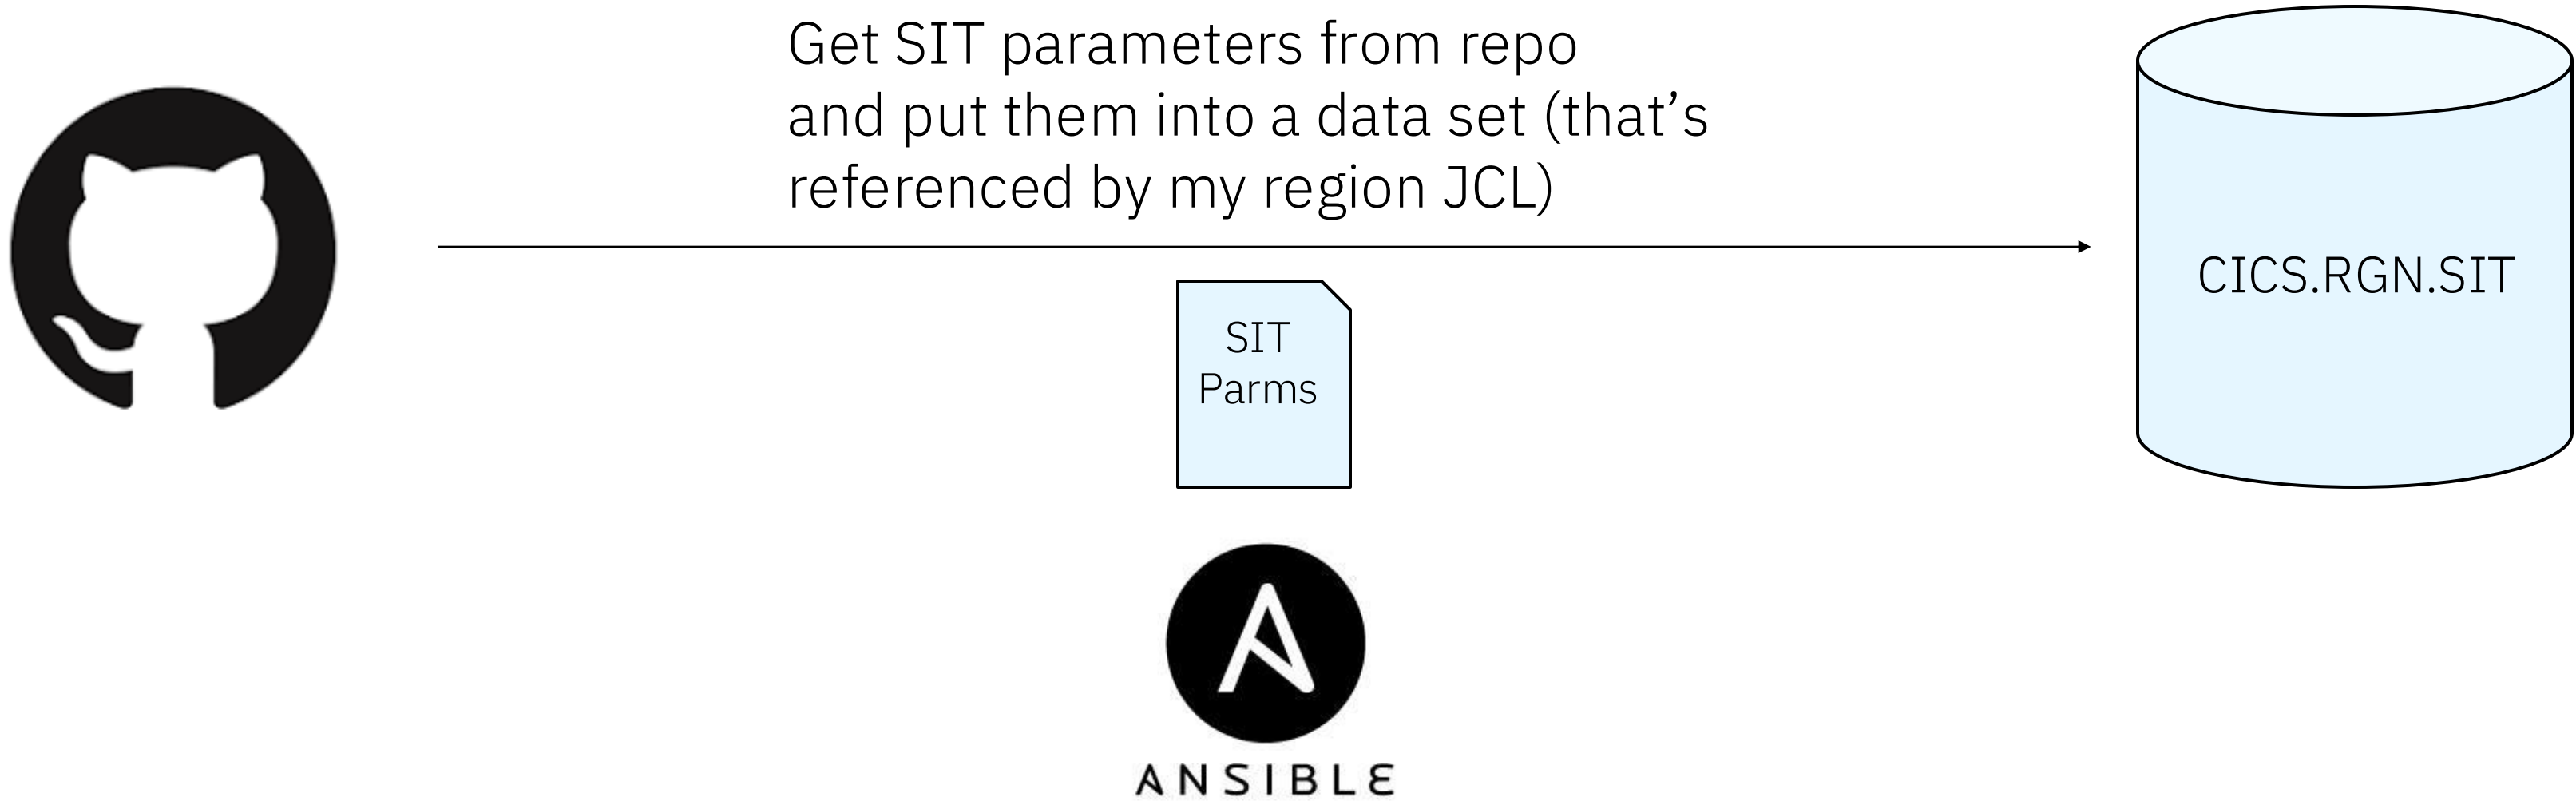 Get SIT parameters from repo
and put them into a data set (that’s
referenced by my region JCL)
CICS.RGN.SIT
SIT
Parms
ANSIBLE